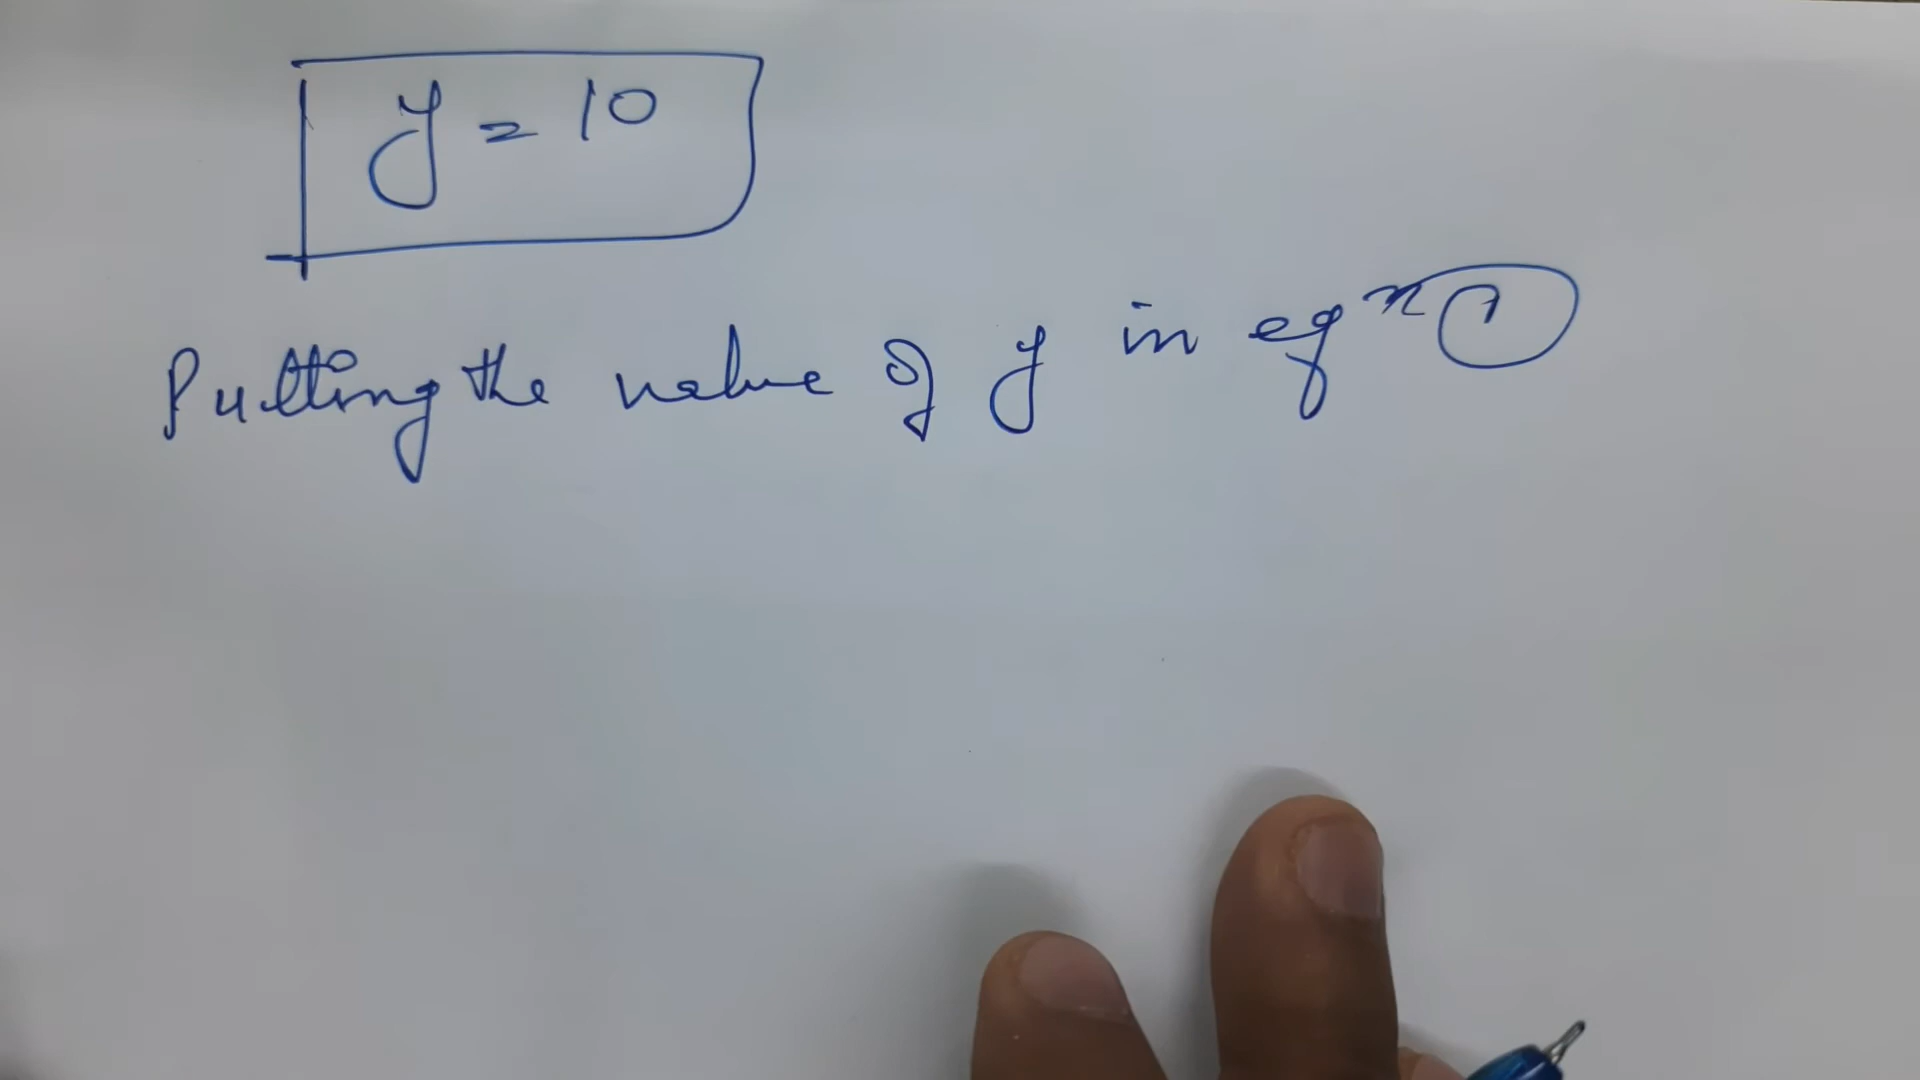 y = 10
Putting the value of y in eqn 1